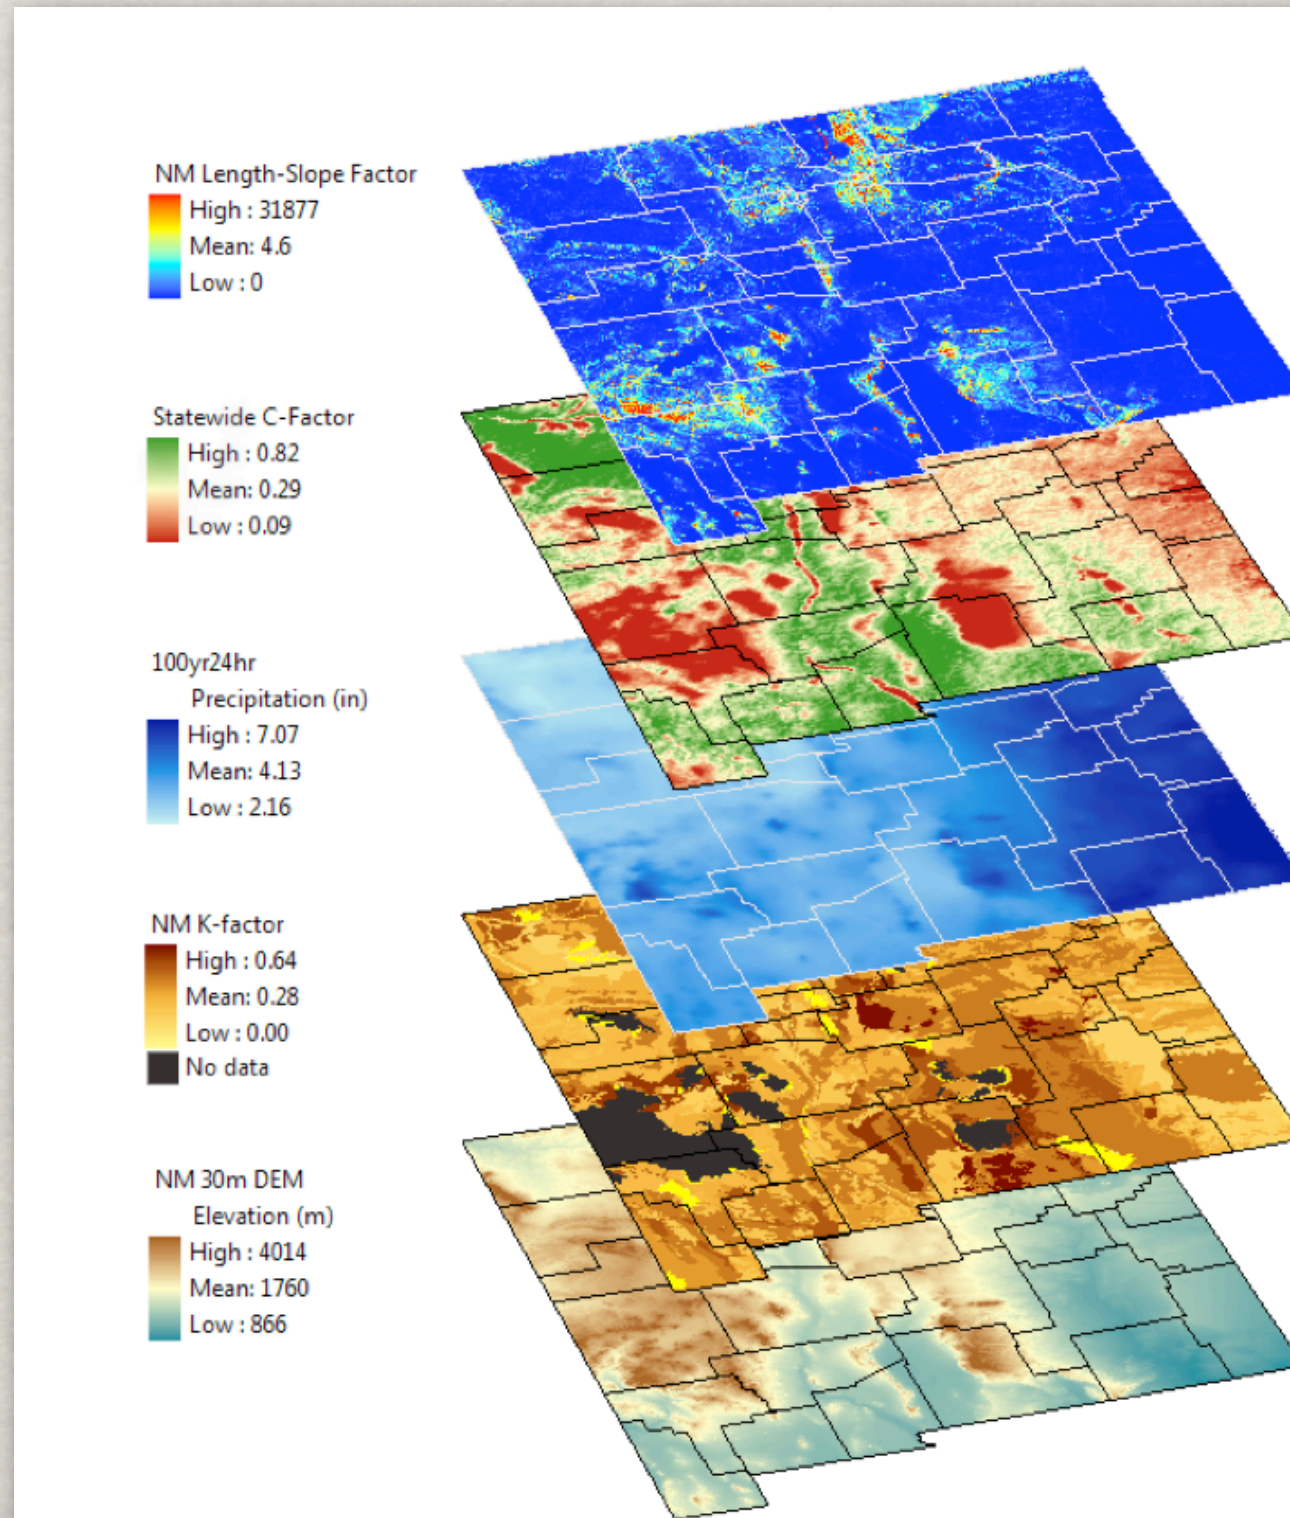 NM Length-Slope Factor
High : 31877
Mean: 4.6
Low : 0
Statewide C-Factor
High : 0.82
Mean: 0.29
Low : 0.09
100yr24hr
Precipitation (in)
High : 7.07
Mean: 4.13
Low : 2.16
NM K-factor
High : 0.64
Mean: 0.28
Low : 0.00
No data
NM 30m DEM
Elevation (m)
High : 4014
Mean: 1760
Low : 866